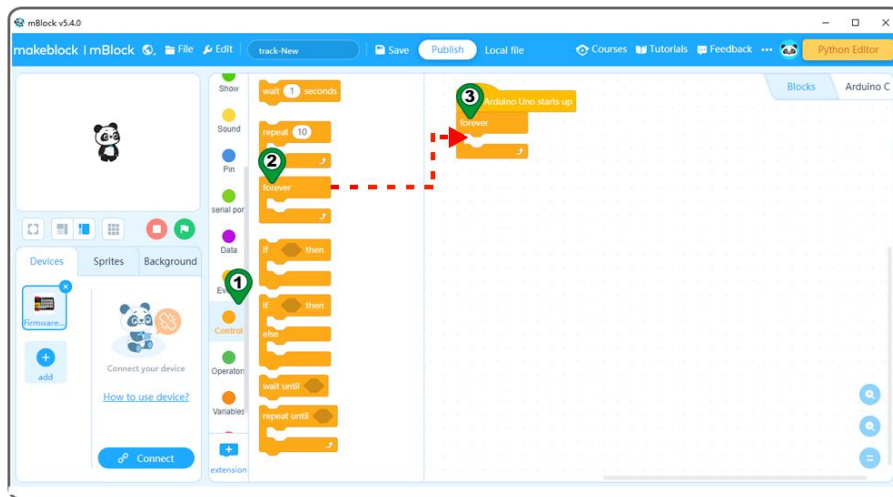 mBlock v5.4.0
makeblock | mBlock File Edit track-New Save Publish Local file Courses Tutorials Feedback Python Editor
Blocks Arduino C
Show
Sound
Pin
serial por
Data
Control
Operators
Variables
extension
wait 1 seconds
repeat 10
2
forever
if then
1
if then
else
wait until
repeat until
3 Arduino Uno starts up
forever
Devices Sprites Background
Firmware...
add
Connect your device
How to use device?
Connect